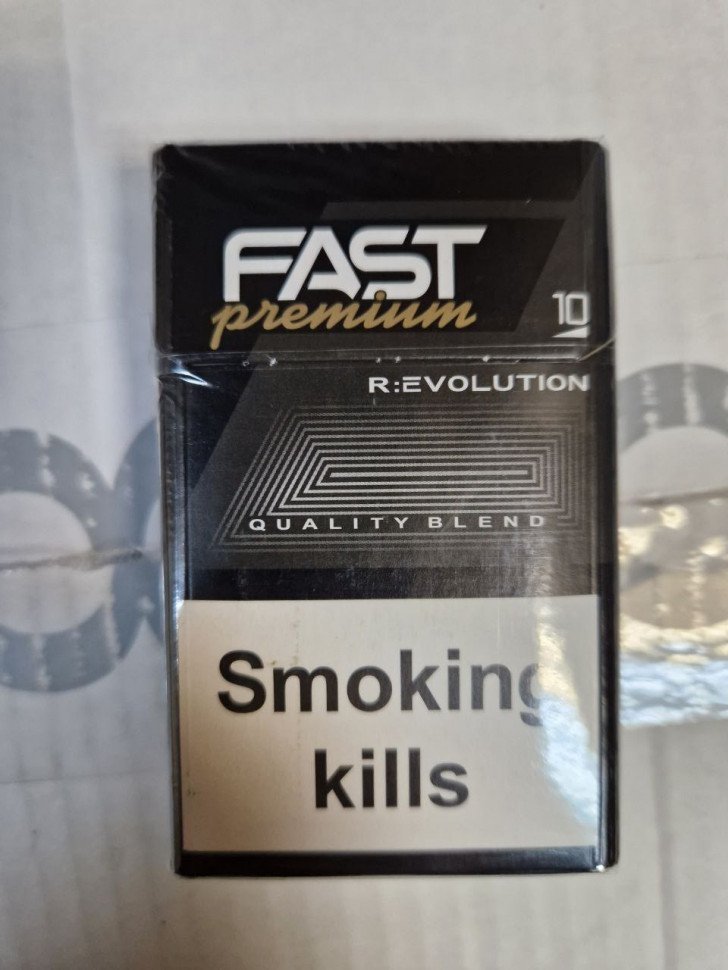 FAST
premium
10
R:EVOLUTION
QUALITY BLEND
Smoking
kills